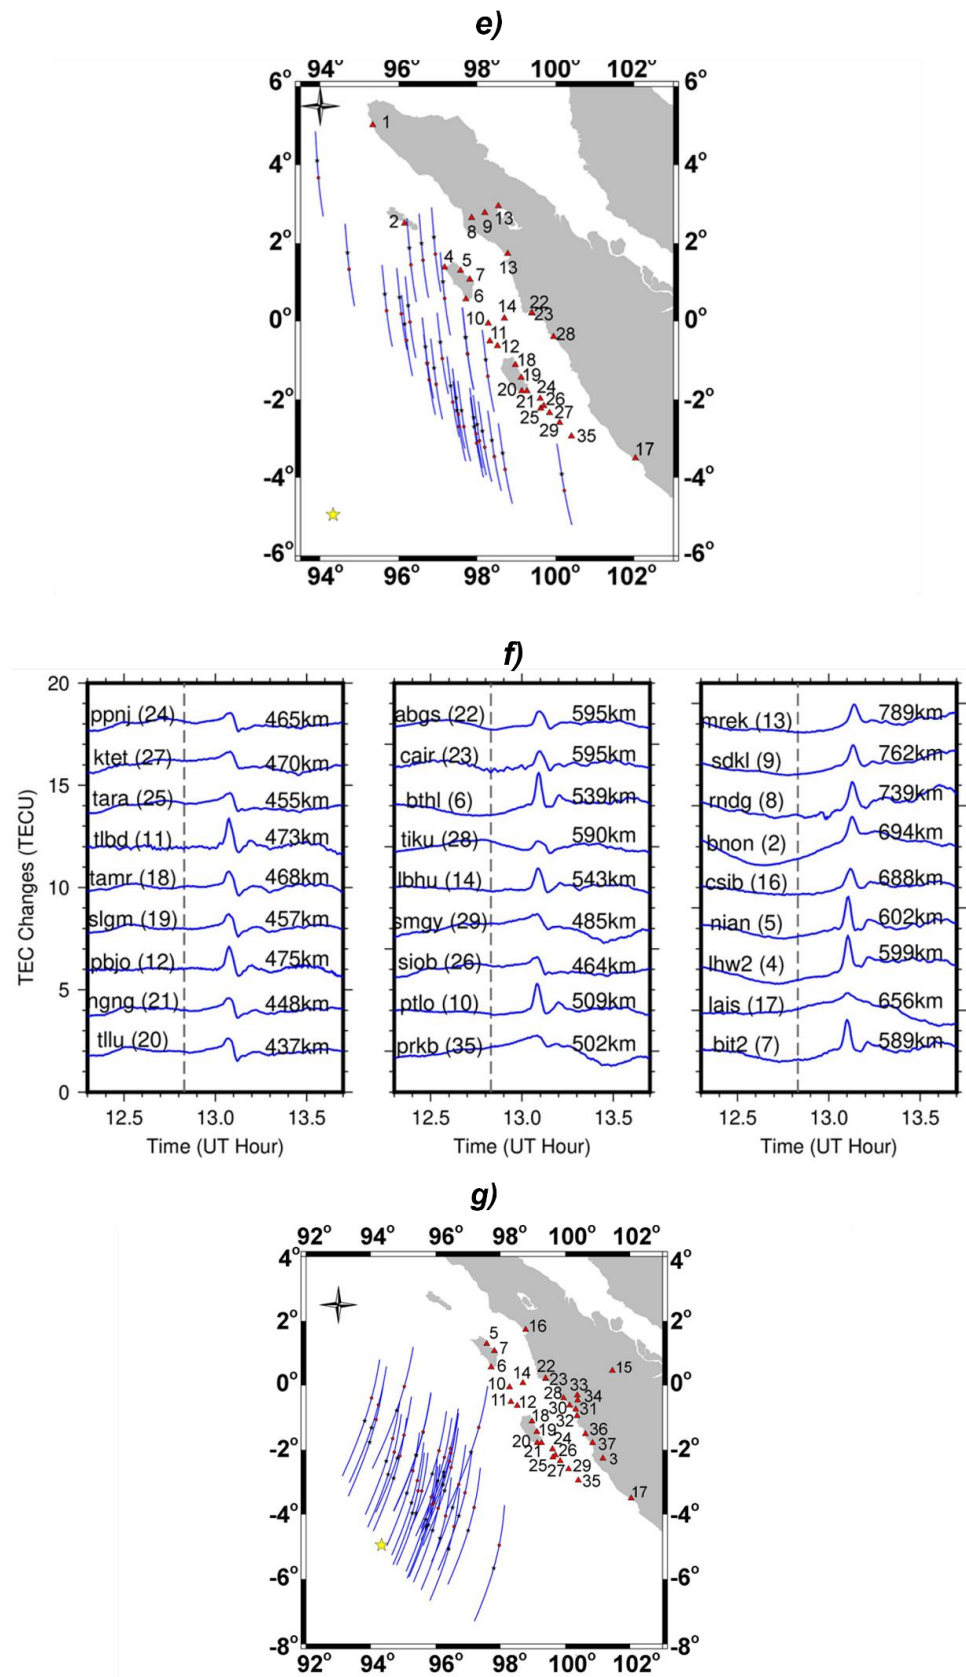 e)
94° 96° 98° 100° 102°
6° 6°
1
4° 4°
2 8 9 13
2° 2°
4 5 13
7
6 22
0° 10 14 23 0°
11 28
12
18
19
-2° 20 24 -2°
21 26
25 27
29 35
17
-4° -4°
-6° -6°
94° 96° 98° 100° 102°
f)
TEC Changes (TECU)
20
15
10
5
0
ppnj (24) 465km
ktet (27) 470km
tara (25) 455km
tlbd (11) 473km
tamr (18) 468km
slgm (19) 457km
pbjo (12) 475km
ngng (21) 448km
tllu (20) 437km
12.5 13.0 13.5
Time (UT Hour)
abgs (22) 595km
cair (23) 595km
bthl (6) 539km
tiku (28) 590km
lbhu (14) 543km
smgy (29) 485km
siob (26) 464km
ptlo (10) 509km
prkb (35) 502km
12.5 13.0 13.5
Time (UT Hour)
mrek (13) 789km
sdkl (9) 762km
rndg (8) 739km
bnon (2) 694km
csib (16) 688km
nian (5) 602km
lhw2 (4) 599km
lais (17) 656km
bit2 (7) 589km
12.5 13.0 13.5
Time (UT Hour)
g)
92° 94° 96° 98° 100° 102°
4° 4°
2° 5 16 2°
7
6 22 15
0° 10 14 23 33 0°
28 34
11 12 30 31
18 32
19 36
-2° 20 24 37 -2°
21 26 3
25 27 29
35
17
-4° -4°
-6° -6°
-8° -8°
92° 94° 96° 98° 100° 102°